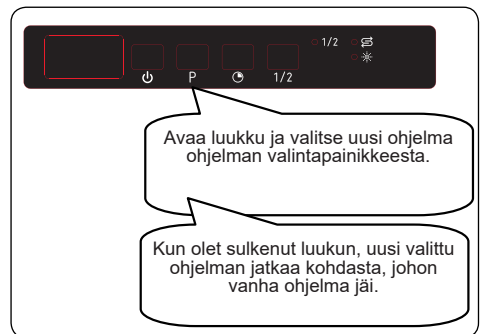 1/2
P 1/2
Avaa luukku ja valitse uusi ohjelma
ohjelman valintapainikkeesta.
Kun olet sulkenut luukun, uusi valittu
ohjelman jatkaa kohdasta, johon
vanha ohjelma jäi.